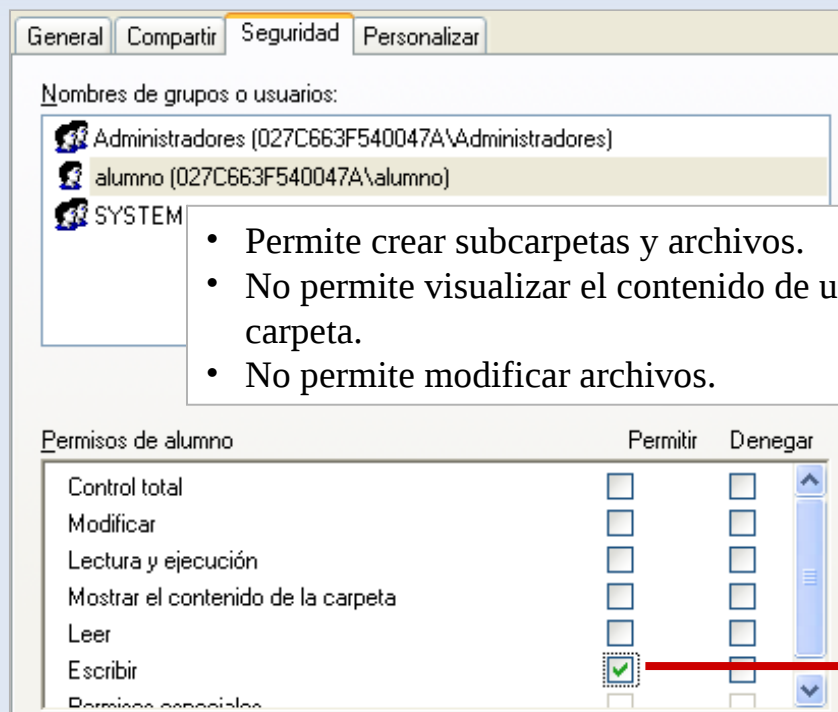 General Compartir Seguridad Personalizar
Nombres de grupos o usuarios:
Administradores (027C663F540047A\Administradores)
alumno (027C663F540047A\alumno)
SYSTEM
• Permite crear subcarpetas y archivos.
• No permite visualizar el contenido de u
carpeta.
• No permite modificar archivos.
Permisos de alumno Permitir Denegar
Control total
Modificar
Lectura y ejecución
Mostrar el contenido de la carpeta
Leer
Escribir
Permisos especiales